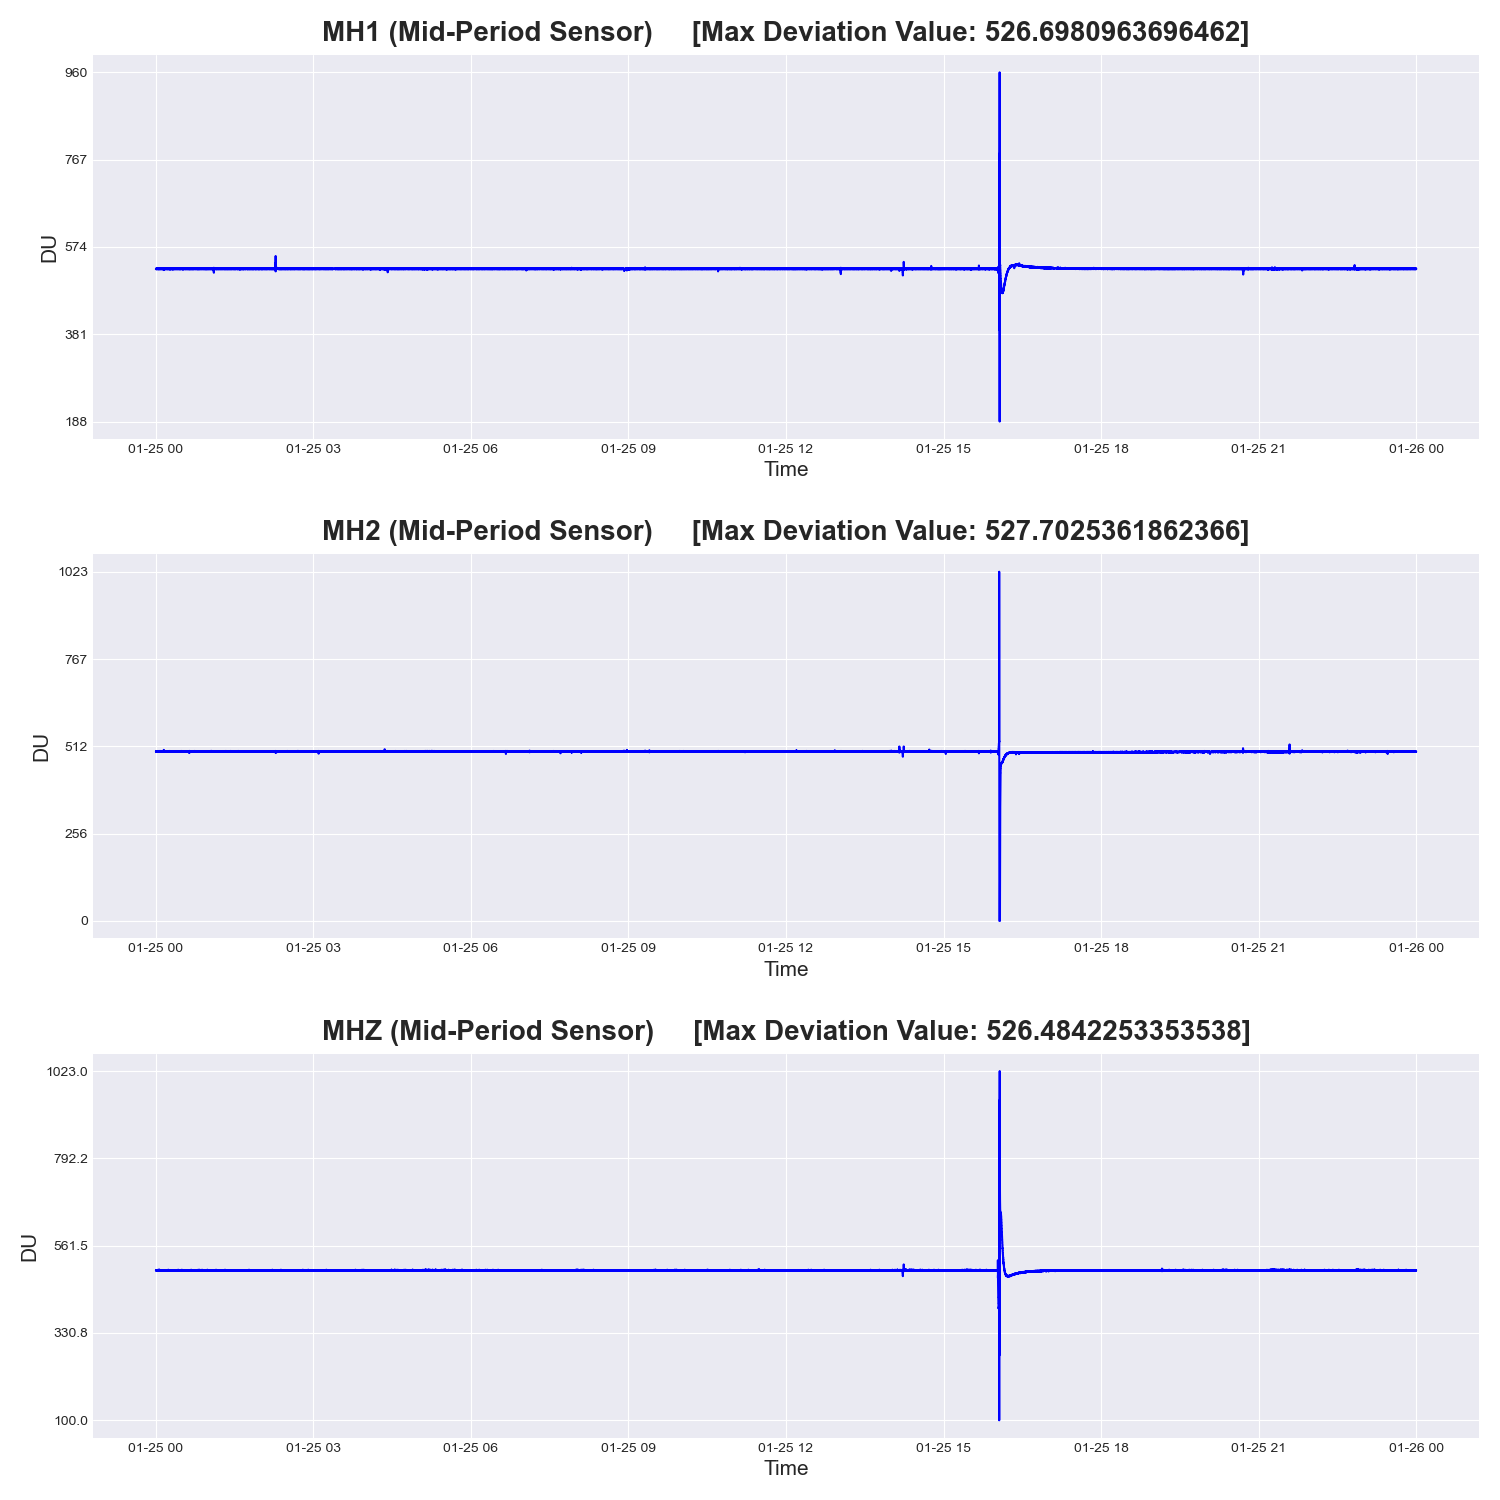 MH1 (Mid-Period Sensor) [Max Deviation Value: 526.6980963696462]
960
767
574
381
188
DU
01-25 00 01-25 03 01-25 06 01-25 09 01-25 12 01-25 15 01-25 18 01-25 21 01-26 00
Time
MH2 (Mid-Period Sensor) [Max Deviation Value: 527.7025361862366]
1023
767
512
256
0
DU
01-25 00 01-25 03 01-25 06 01-25 09 01-25 12 01-25 15 01-25 18 01-25 21 01-26 00
Time
MHZ (Mid-Period Sensor) [Max Deviation Value: 526.4842253353538]
1023.0
792.2
561.5
330.8
100.0
DU
01-25 00 01-25 03 01-25 06 01-25 09 01-25 12 01-25 15 01-25 18 01-25 21 01-26 00
Time